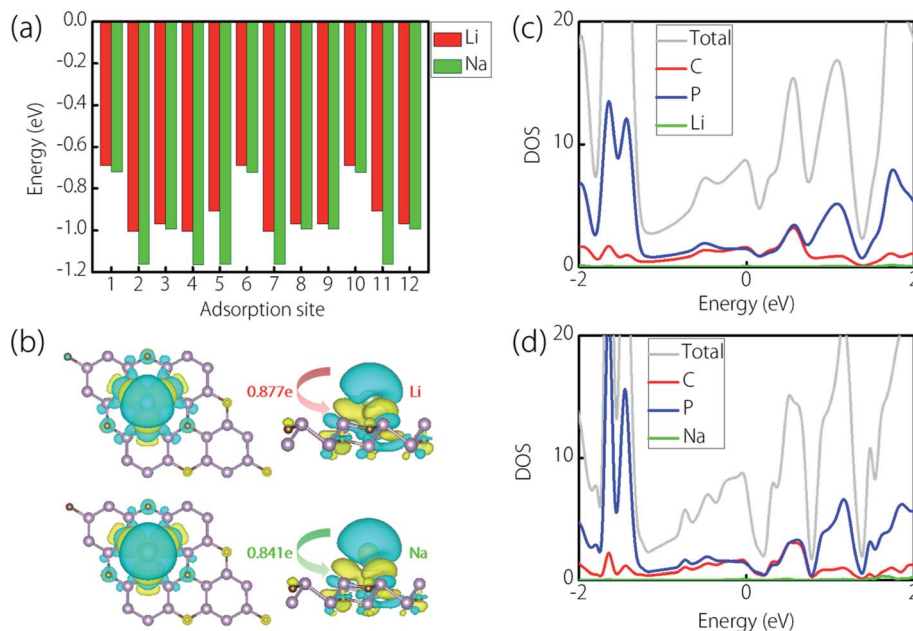 (a)
Energy (eV)
0.0
-0.2
-0.4
-0.6
-0.8
-1.0
-1.2
1 2 3 4 5 6 7 8 9 10 11 12
Adsorption site
Li
Na
(b)
0.877e
Li
0.841e
Na
(c)
DOS
20
10
0
-2 0 2
Energy (eV)
Total
C
P
Li
(d)
DOS
20
10
0
-2 0 2
Energy (eV)
Total
C
P
Na